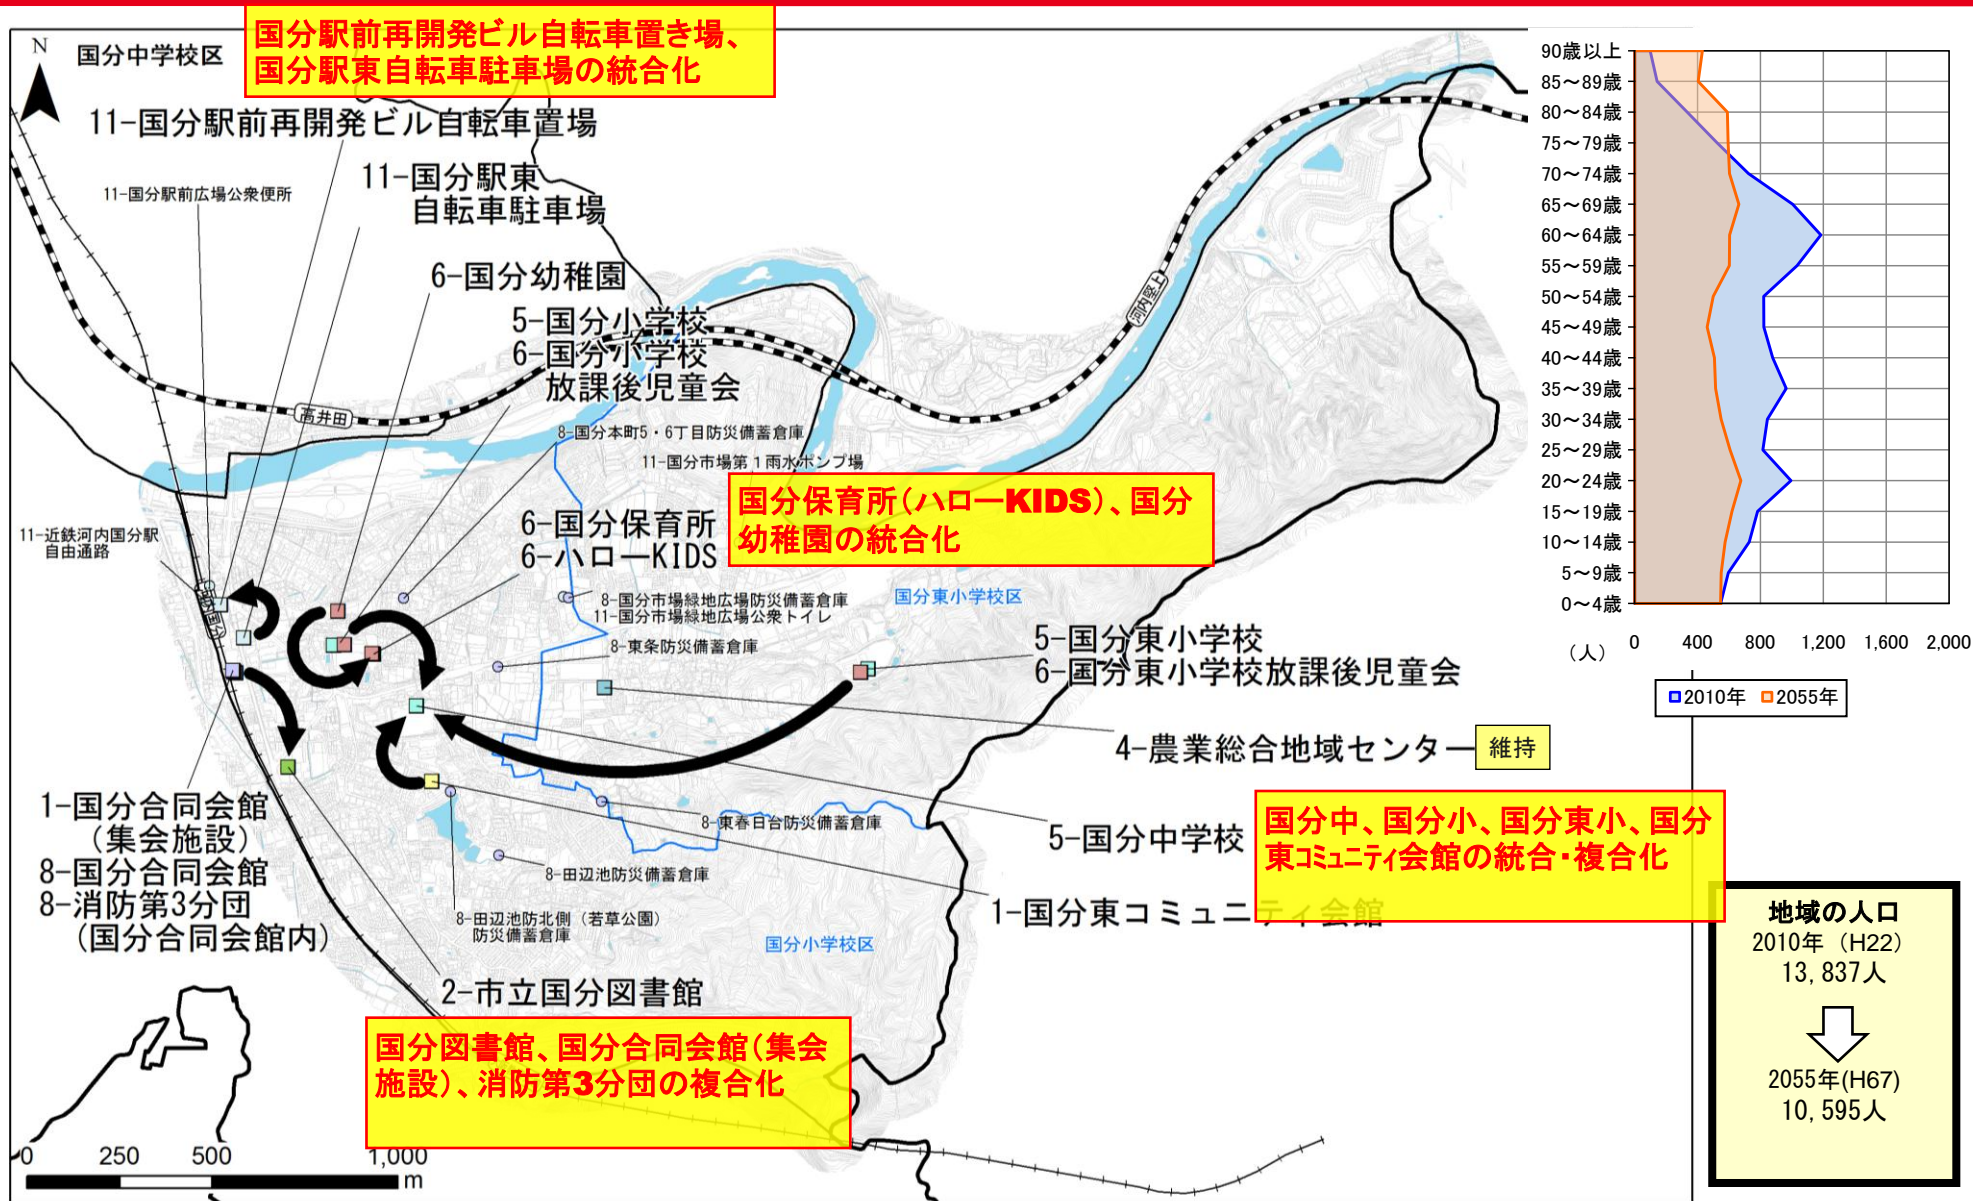 国分駅前再開発ビル自転車置き場、
国分駅東自転車駐車場の統合化
N
国分中学校区
11-国分駅前再開発ビル自転車置場
11-国分駅前広場公衆便所
11-国分駅東
自転車駐車場
6-国分幼稚園
5-国分小学校
6-国分小学校
放課後児童会
河内堅上
高井田
8-国分本町5・6丁目防災備蓄倉庫
11-国分市場第1雨水ポンプ場
国分保育所(ハローKIDS)、国分
幼稚園の統合化
6-国分保育所
6-ハローKIDS
11-近鉄河内国分駅
自由通路
8-国分市場緑地広場防災備蓄倉庫
11-国分市場緑地広場公衆トイレ
国分東小学校区
8-東条防災備蓄倉庫
5-国分東小学校
6-国分東小学校放課後児童会
4-農業総合地域センター
維持
1-国分合同会館
(集会施設)
8-国分合同会館
8-消防第3分団
(国分合同会館内)
8-東春日台防災備蓄倉庫
5-国分中学校
国分中、国分小、国分東小、国分
東コミュニティ会館の統合・複合化
8-田辺池防災備蓄倉庫
1-国分東コミュニティ会館
8-田辺池防北側(若草公園)
防災備蓄倉庫
国分小学校区
2-市立国分図書館
国分図書館、国分合同会館(集会
施設)、消防第3分団の複合化
0 250 500 1,000
m
90歳以上
85~89歳
80~84歳
75~79歳
70~74歳
65~69歳
60~64歳
55~59歳
50~54歳
45~49歳
40~44歳
35~39歳
30~34歳
25~29歳
20~24歳
15~19歳
10~14歳
5~9歳
0~4歳
(人) 0 400 800 1,200 1,600 2,000
2010年 2055年
地域の人口
2010年 (H22)
13,837人
2055年(H67)
10,595人